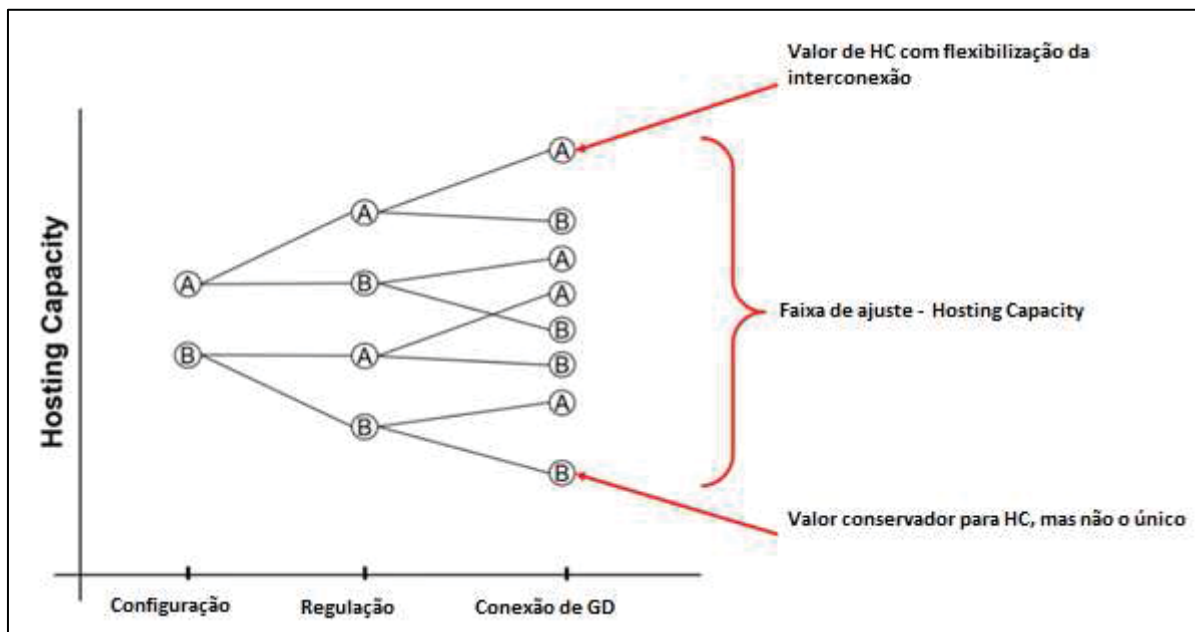 Valor de HC com flexibilização da
interconexão
Hosting Capacity
A
A
B
A
A
B
B
A
A
B
B
A
B
B
Faixa de ajuste - Hosting Capacity
Valor conservador para HC, mas não o único
Configuração
Regulação
Conexão de GD